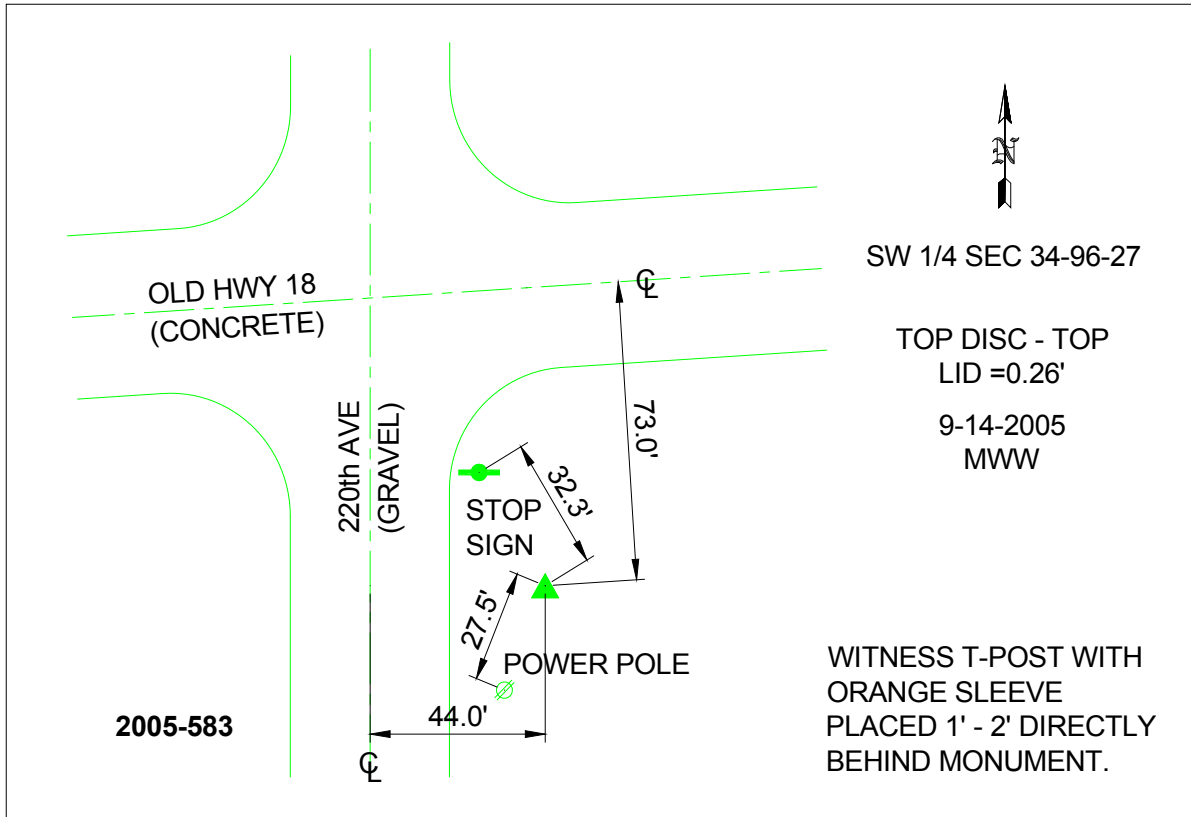 N
SW 1/4 SEC 34-96-27
OLD HWY 18
(CONCRETE)
℄
TOP DISC - TOP
LID =0.26'
9-14-2005
MWW
220th AVE
(GRAVEL)
73.0'
32.3'
STOP
SIGN
27.5'
POWER POLE
44.0'
2005-583
℄
WITNESS T-POST WITH
ORANGE SLEEVE
PLACED 1' - 2' DIRECTLY
BEHIND MONUMENT.